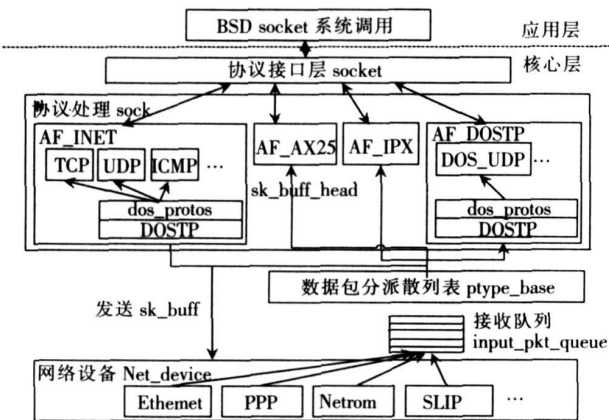 BSD socket 系统调用
应用层
协议接口层 socket
核心层
协议处理 sock
AF_INET
TCP
UDP
ICMP
…
dos_protos
DOSTP
AF_AX25
AF_IPX
sk_buff_head
AF_DOSTP
DOS_UDP
…
dos_protos
DOSTP
数据包分派散列表 ptype_base
发送 sk_buff
接收队列
input_pkt_queue
网络设备 Net_device
Ethemet
PPP
Netrom
SLIP
…